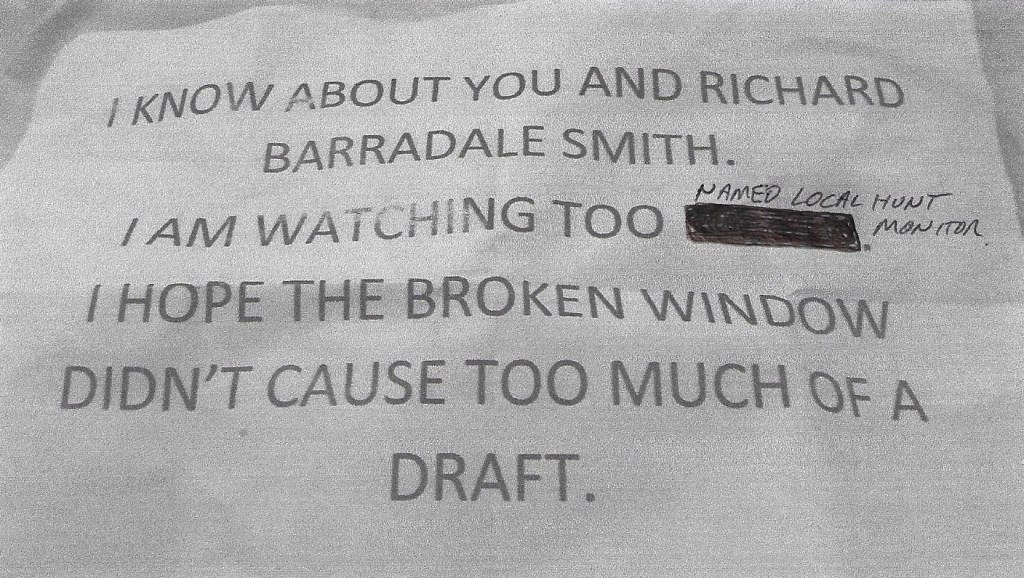 I KNOW ABOUT YOU AND RICHARD
BARRADALE SMITH.
NAMED LOCAL HUNT
I AM WATCHING TOO MONITOR.
I HOPE THE BROKEN WINDOW
DIDN'T CAUSE TOO MUCH OF A
DRAFT.